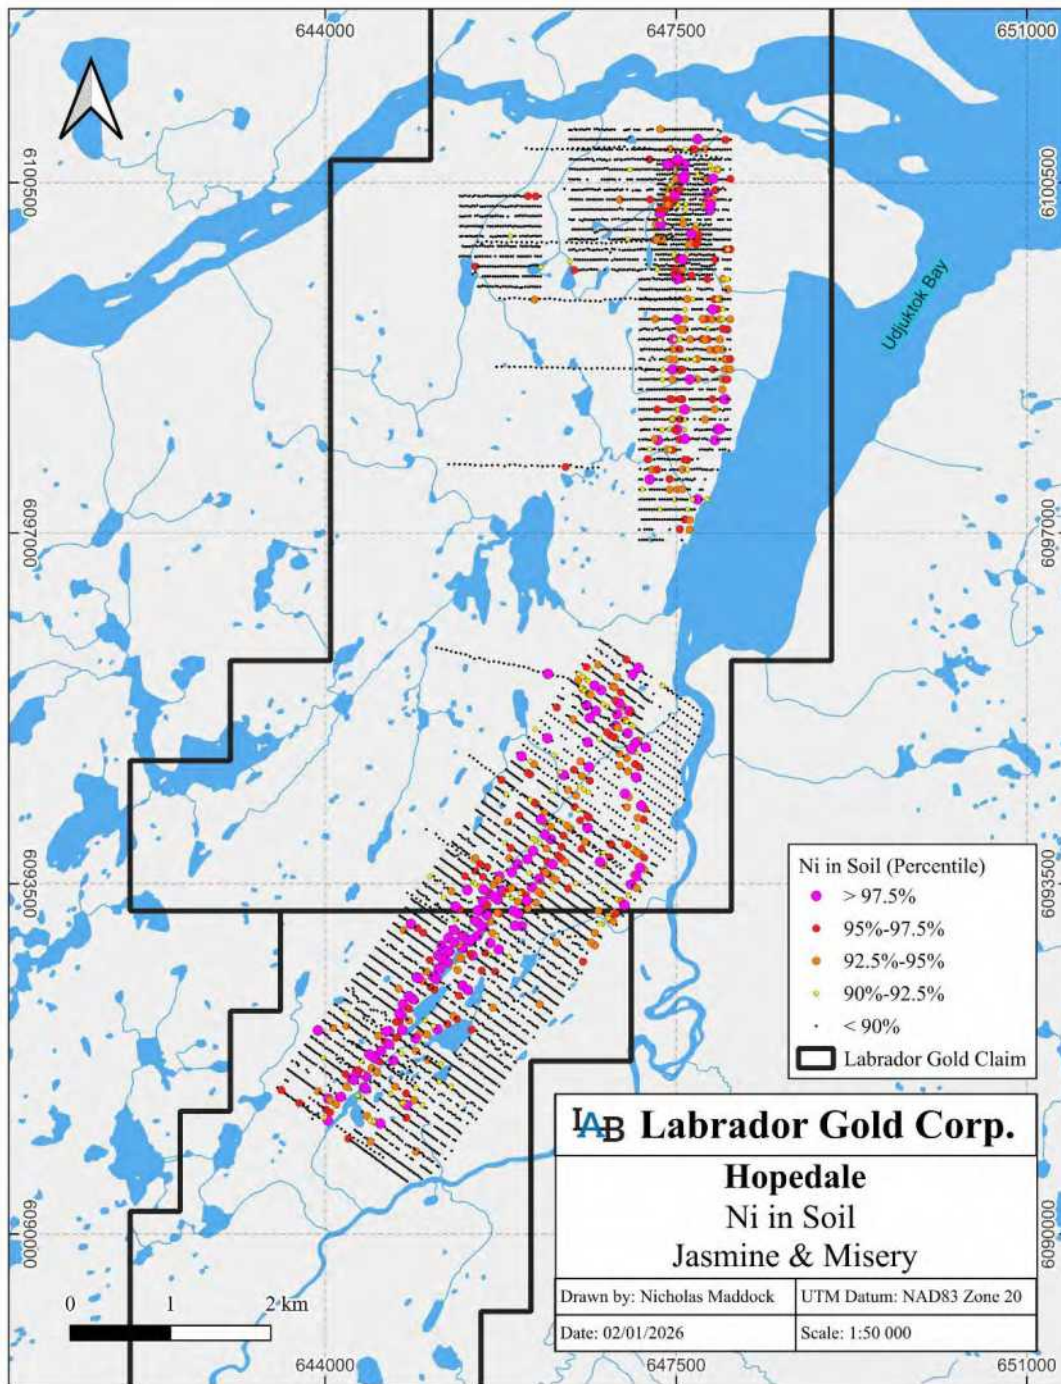 644000
647500
651000
6100500
6100500
Udjuktok Bay
6097000
6097000
6093500
6093500
Ni in Soil (Percentile)
> 97.5%
95%-97.5%
92.5%-95%
90%-92.5%
< 90%
Labrador Gold Claim
LAB Labrador Gold Corp.
Hopedale
Ni in Soil
Jasmine & Misery
Drawn by: Nicholas Maddock
UTM Datum: NAD83 Zone 20
Date: 02/01/2026
Scale: 1:50 000
6090000
6090000
0 1 2 km
644000
647500
651000